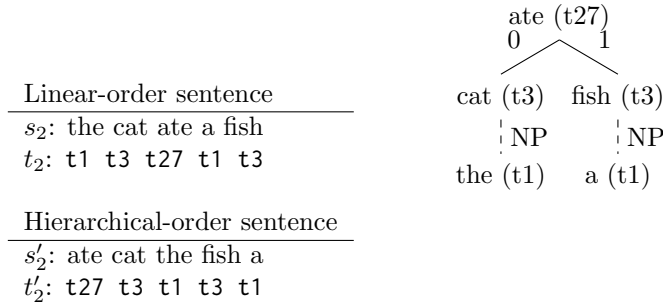 Linear-order sentence
s₂: the cat ate a fish
t₂: t1 t3 t27 t1 t3
Hierarchical-order sentence
s′₂: ate cat the fish a
t′₂: t27 t3 t1 t3 t1
ate (t27)
0 1
cat (t3) fish (t3)
NP NP
the (t1) a (t1)